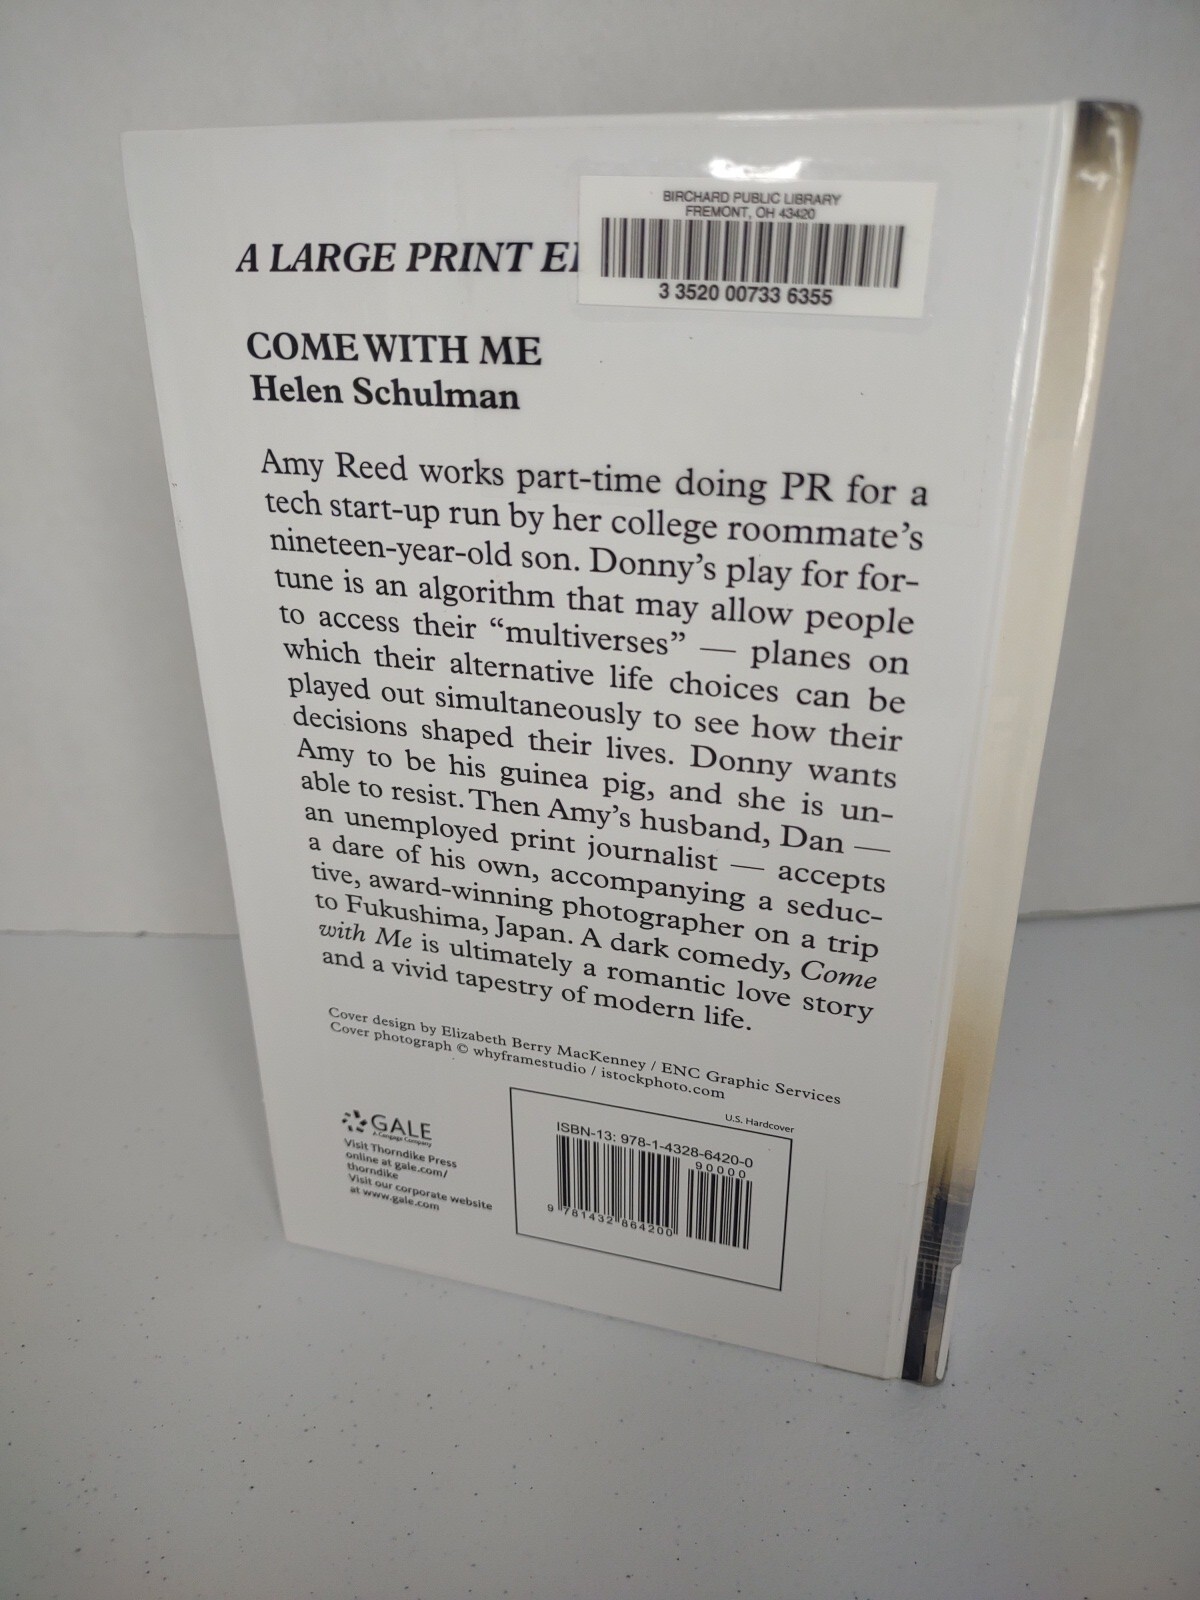 BIRCHARD PUBLIC LIBRARY
FREMONT, OH 43420
3 3520 00733 6355
A LARGE PRINT
COME WITH ME
Helen Schulman
Amy Reed works part-time doing PR for a
tech start-up run by her college roommate's
nineteen-year-old son. Donny's play for for-
tune is an algorithm that may allow people
to access their "multiverses" — planes on
which their alternative life choices can be
played out simultaneously to see how their
decisions shaped their lives. Donny wants
Amy to be his guinea pig, and she is un-
able to resist. Then Amy's husband, Dan —
an unemployed print journalist — accepts
a dare of his own, accompanying a seduc-
tive, award-winning photographer on a trip
to Fukushima, Japan. A dark comedy, Come
with Me is ultimately a romantic love story
and a vivid tapestry of modern life.
Cover design by Elizabeth Berry MacKenney / ENC Graphic Services
Cover photograph © whyframestudio / istockphoto.com
GALE
A Cengage Company
Visit Thorndike Press
online at gale.com/
thorndike
Visit our corporate website
at www.gale.com
U.S. Hardcover
ISBN-13: 978-1-4328-6420-0
90000
9 781432 864200